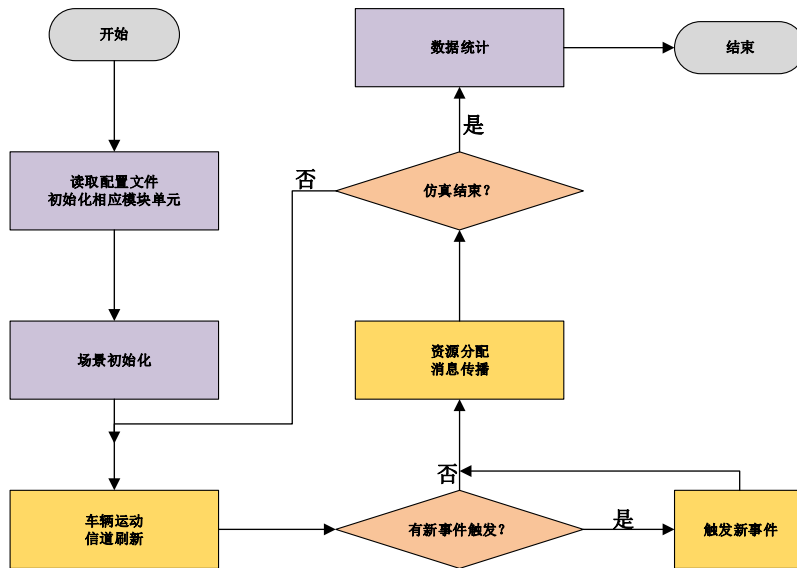 开始
读取配置文件
初始化相应模块单元
场景初始化
车辆运动
信道刷新
有新事件触发？
是
触发新事件
否
资源分配
消息传播
仿真结束？
否
是
数据统计
结束